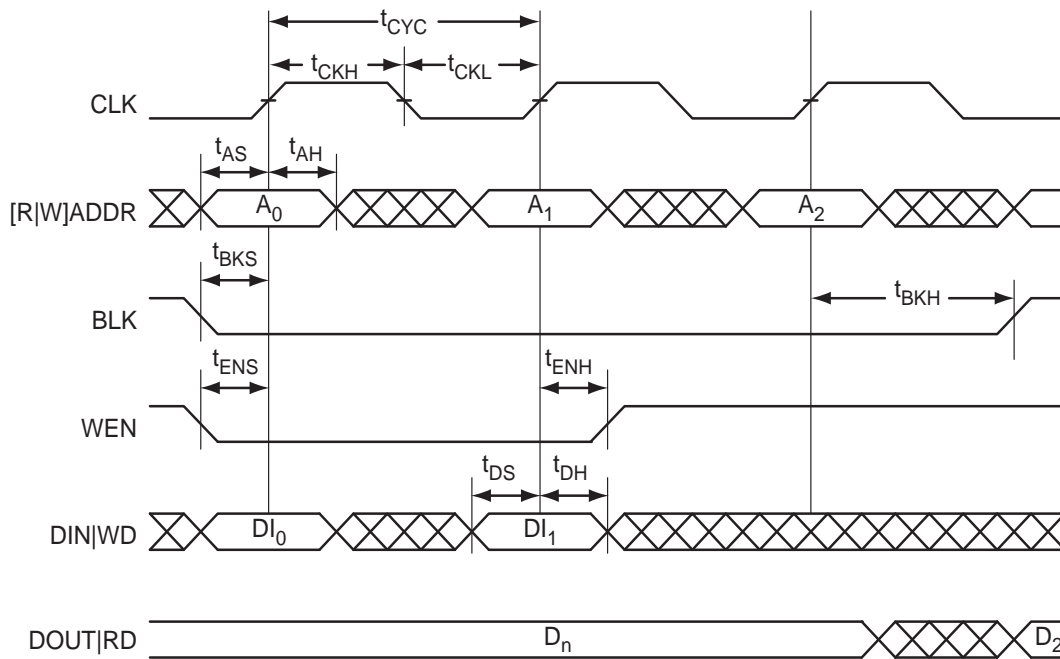 tCYC
tCKH tCKL
CLK
tAS tAH
[R|W]ADDR A0 A1 A2
tBKS tBKH
BLK
tENS tENH
WEN
tDS tDH
DIN|WD DI0 DI1
DOUT|RD Dn D2